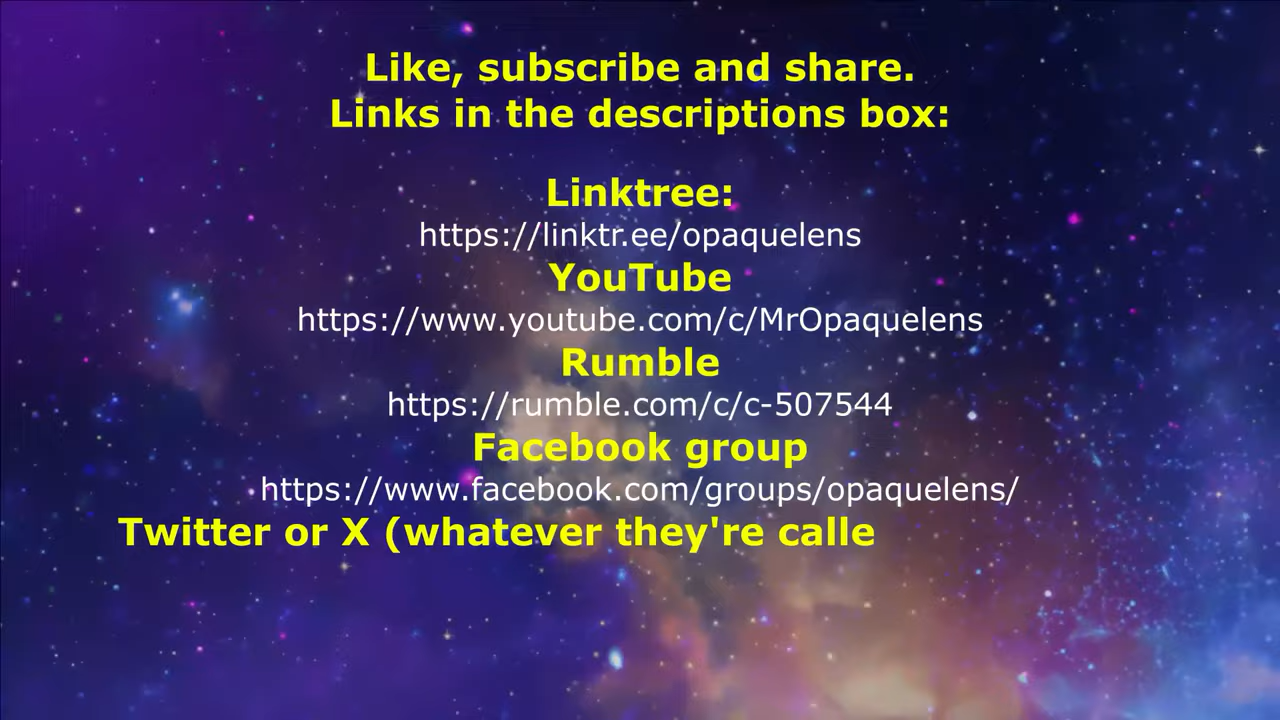 Like, subscribe and share.
Links in the descriptions box:
Linktree:
https://linktr.ee/opaquelens
YouTube
https://www.youtube.com/c/MrOpaquelens
Rumble
https://rumble.com/c/c-507544
Facebook group
https://www.facebook.com/groups/opaquelens/
Twitter or X (whatever they're calle